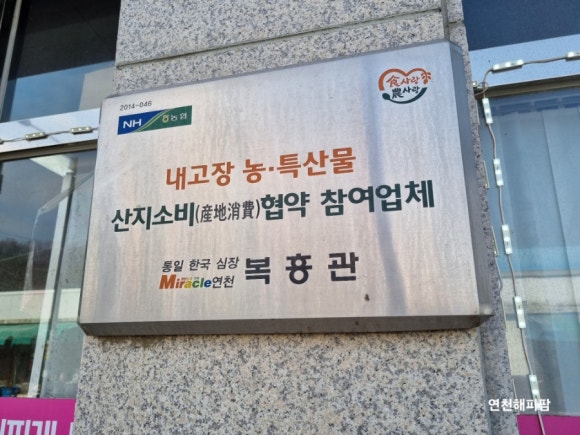 2014-046
NH 농협
食사랑
農사랑
내고장 농·특산물
산지소비(産地消費)협약 참여업체
통일 한국 심장
Miracle연천
복흥관
연천해피팜